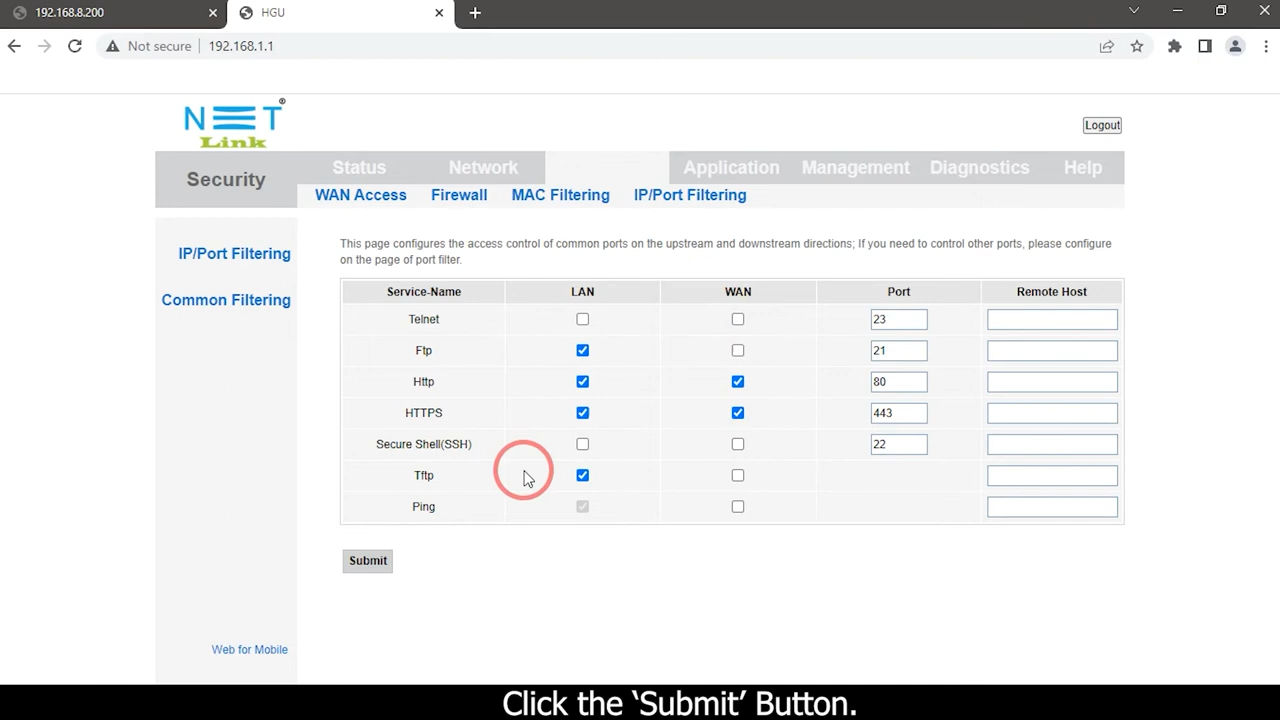 192.168.8.200
HGU
Not secure
192.168.1.1
NET®
Link
Logout
Security
Status
Network
Application
Management
Diagnostics
Help
WAN Access
Firewall
MAC Filtering
IP/Port Filtering
IP/Port Filtering
Common Filtering
This page configures the access control of common ports on the upstream and downstream directions; If you need to control other ports, please configure
on the page of port filter.
Service-Name LAN WAN Port Remote Host
Telnet 23
Ftp 21
Http 80
HTTPS 443
Secure Shell(SSH) 22
Tftp
Ping
Submit
Web for Mobile
Click the ‘Submit’ Button.